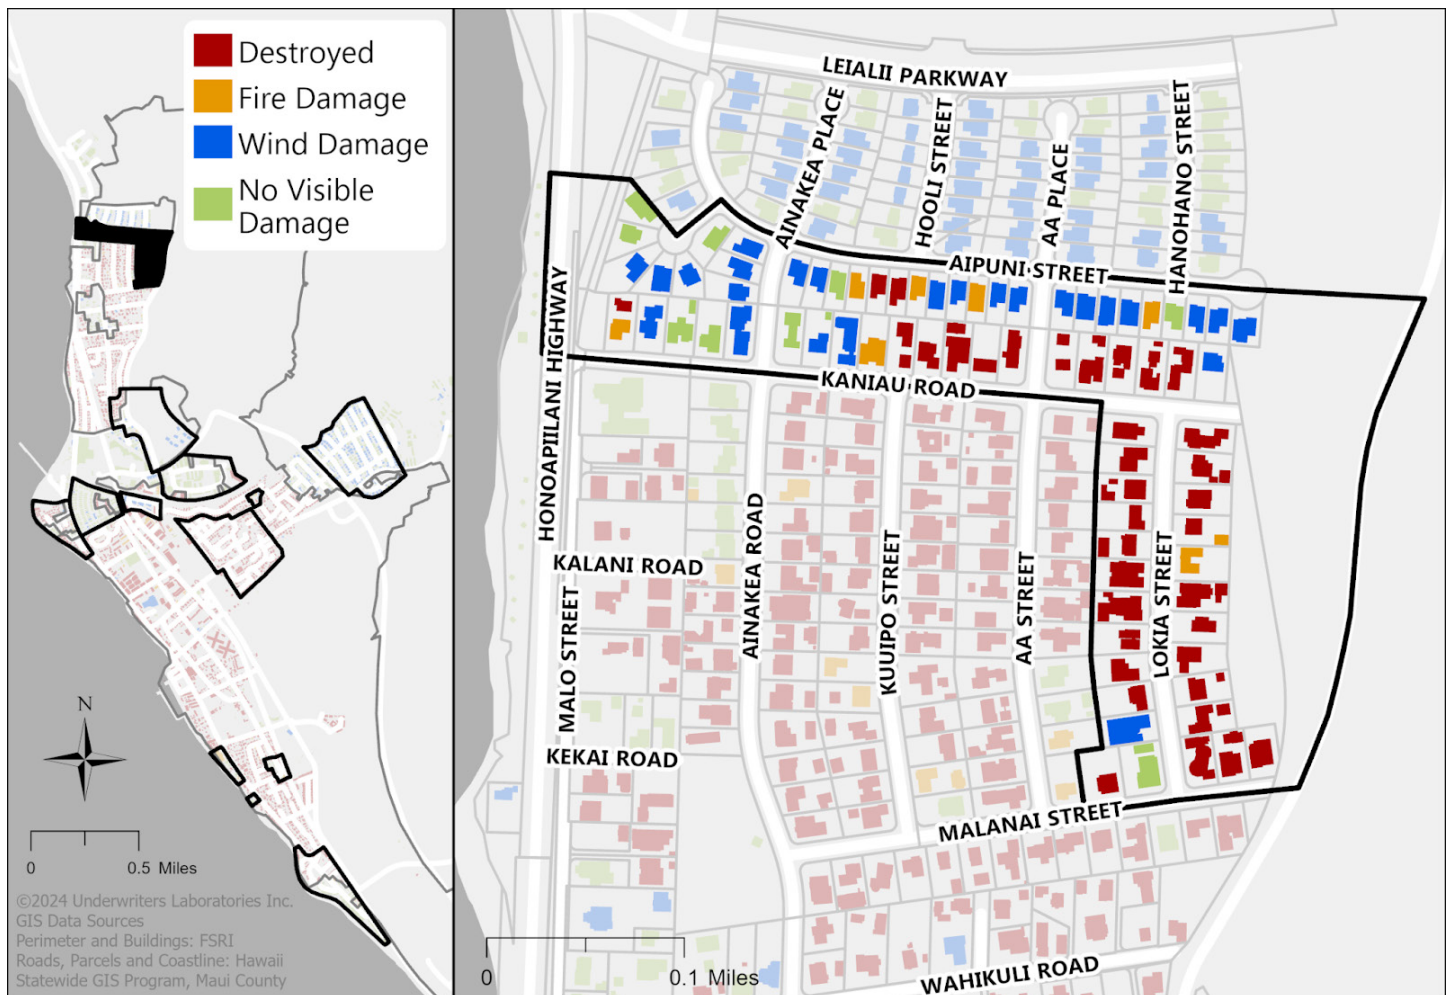 Destroyed
Fire Damage
Wind Damage
No Visible
Damage
N
0
0.5 Miles
©2024 Underwriters Laboratories Inc.
GIS Data Sources
Perimeter and Buildings: FSRI
Roads, Parcels and Coastline: Hawaii
Statewide GIS Program, Maui County
LEIALII PARKWAY
AINAKEA PLACE
HOOLI STREET
AA PLACE
HANOHANO STREET
AIPUNI STREET
HONOAPIILANI HIGHWAY
KANIAU ROAD
KALANI ROAD
AINAKEA ROAD
KUUIPO STREET
AA STREET
LOKIA STREET
MALO STREET
KEKAI ROAD
MALANAI STREET
WAHIKULI ROAD
0
0.1 Miles